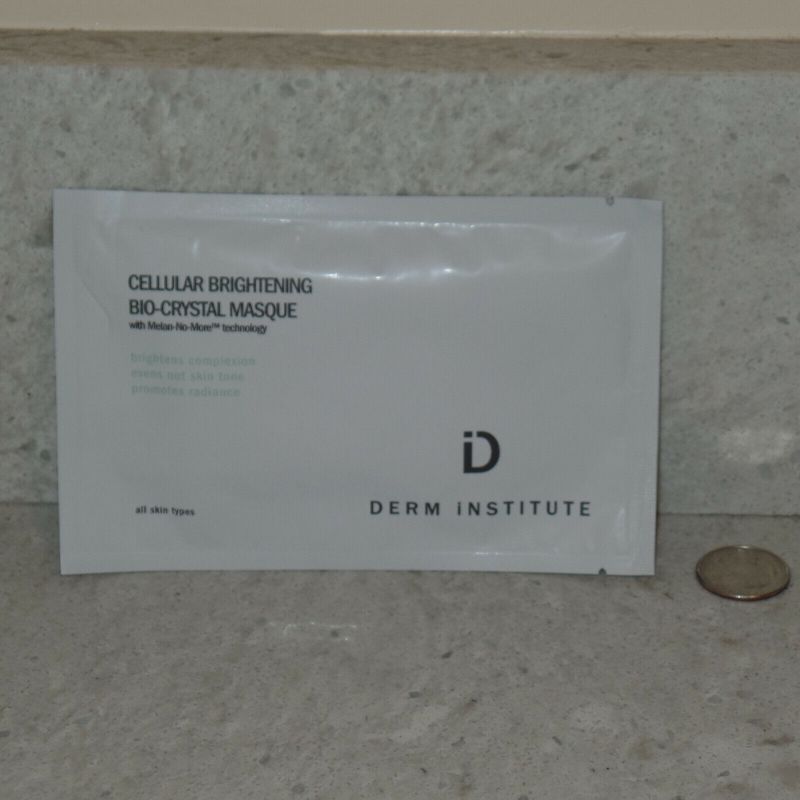 CELLULAR BRIGHTENING
BIO-CRYSTAL MASQUE
with Melan-No-More™ technology
brightens complexion
evens out skin tone
promotes radiance
all skin types
iD
DERM iNSTITUTE